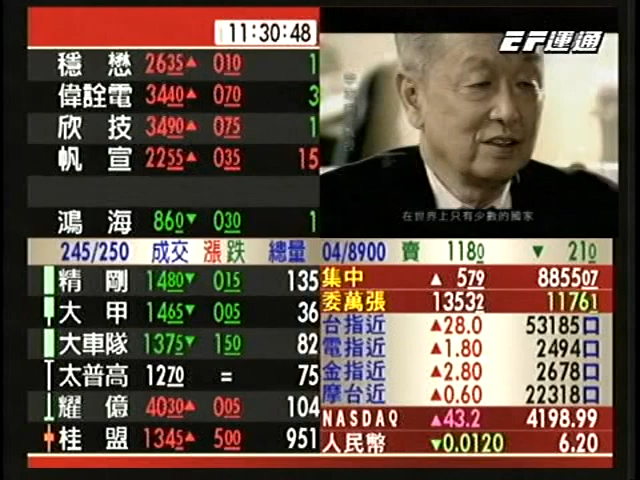 11:30:48
EF運通
穩 懋 2635▲ 010 1
偉詮電 3440▲ 070 3
欣 技 3490▲ 075 1
帆 宣 2255▲ 035 15
鴻 海 860▼ 030 1
在世界上只有少數的國家
245/250 成交 漲跌 總量 04/8900 賣 1180 ▼ 210
精 剛 1480▼ 015 135
大 甲 1465▼ 005 36
大車隊 1375▼ 150 82
太普高 1270 = 75
耀 億 4030▲ 005 104
桂 盟 1345▲ 500 951
集中 ▲ 579 885507
委萬張 13532 11761
台指近 ▲28.0 53185口
電指近 ▲1.80 2494口
金指近 ▲2.80 2678口
摩台近 ▲0.60 22318口
NASDAQ ▲43.2 4198.99
人民幣 ▼0.0120 6.20